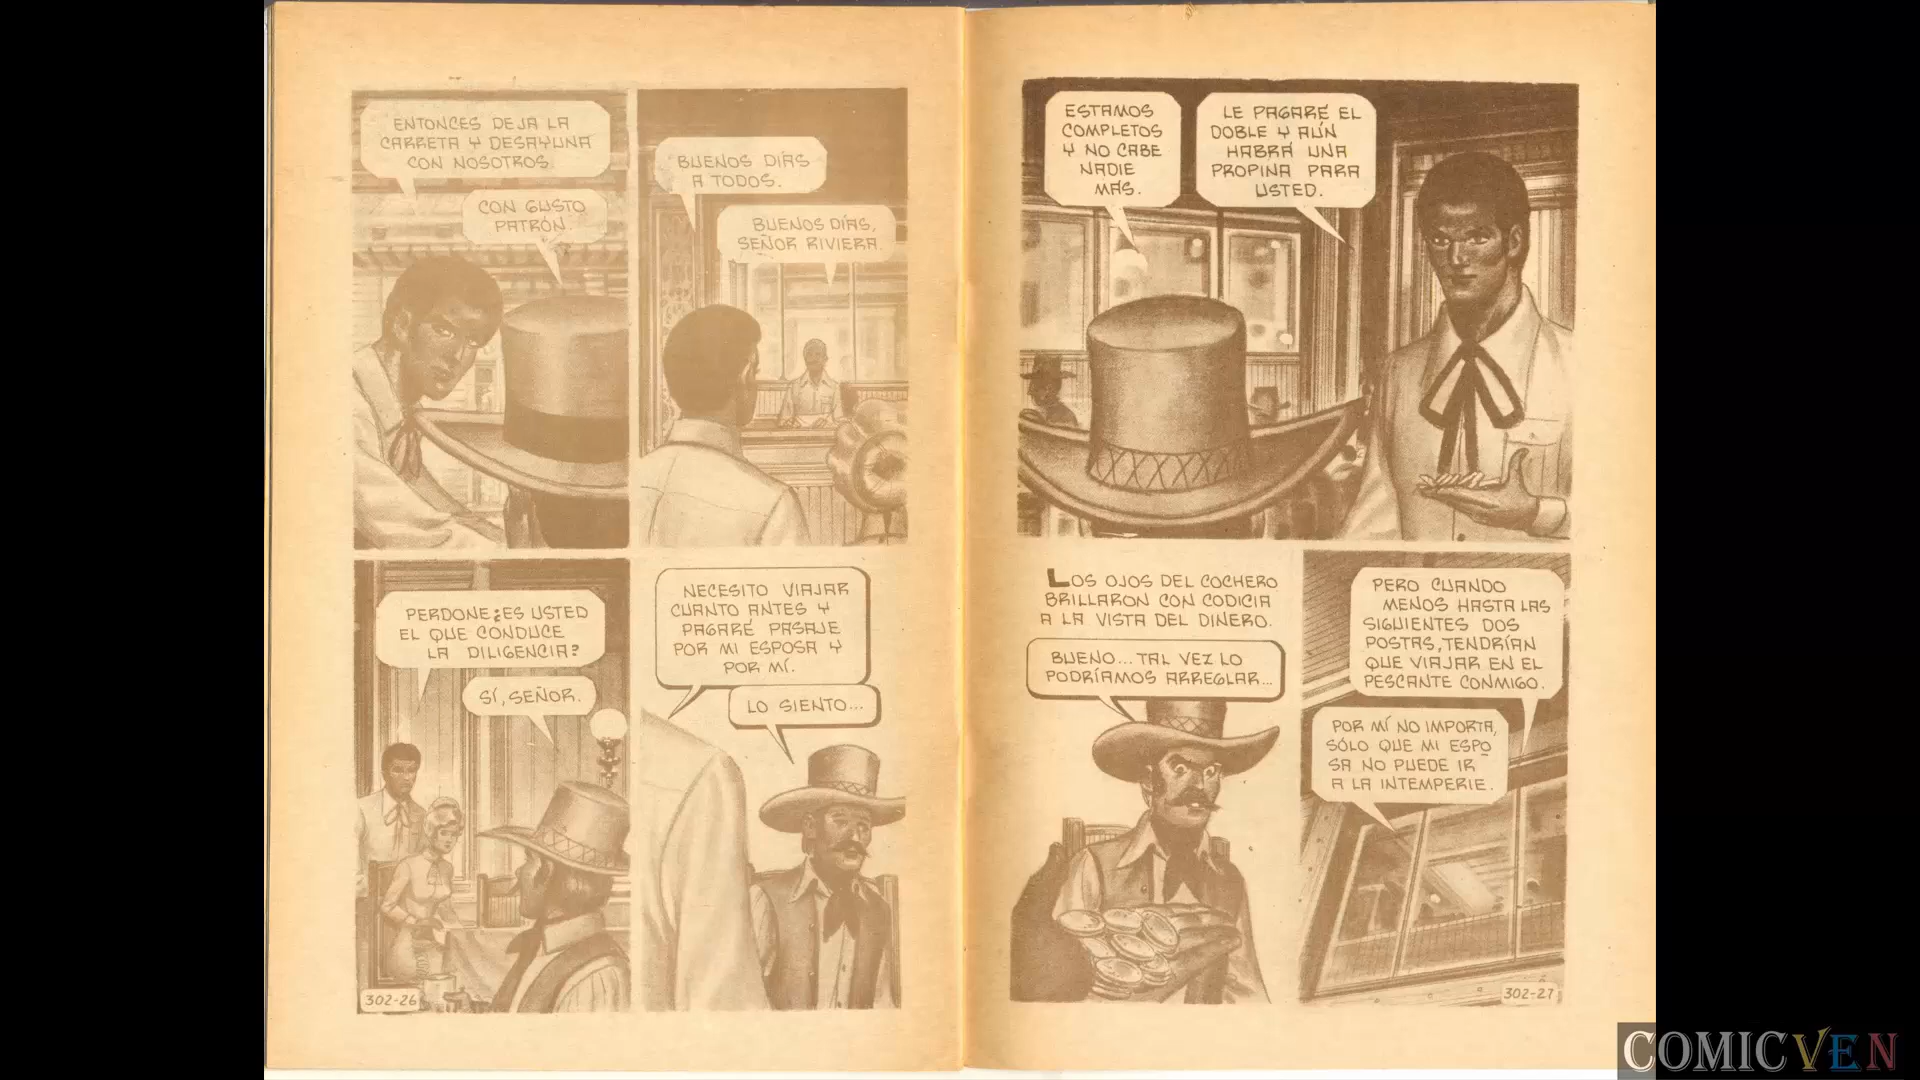 ENTONCES DEJA LA
CARRETA Y DESAYUNA
CON NOSOTROS.
CON GUSTO
PATRÓN.
BUENOS DÍAS
A TODOS.
BUENOS DÍAS,
SEÑOR RIVIERA.
PERDONE ¿ES USTED
EL QUE CONDUCE
LA DILIGENCIA?
SÍ, SEÑOR.
NECESITO VIAJAR
CUANTO ANTES Y
PAGARÉ PASAJE
POR MI ESPOSA Y
POR MÍ.
LO SIENTO...
302-26
ESTAMOS
COMPLETOS
Y NO CABE
NADIE
MÁS.
LE PAGARÉ EL
DOBLE Y AÚN
HABRÁ UNA
PROPINA PARA
USTED.
LOS OJOS DEL COCHERO
BRILLARON CON CODICIA
A LA VISTA DEL DINERO.
BUENO... TAL VEZ LO
PODRÍAMOS ARREGLAR...
PERO CUANDO
MENOS HASTA LAS
SIGUIENTES DOS
POSTAS, TENDRÍAN
QUE VIAJAR EN EL
PESCANTE CONMIGO.
POR MÍ NO IMPORTA,
SÓLO QUE MI ESPO
SA NO PUEDE IR
A LA INTEMPERIE.
302-27
COMICVEN